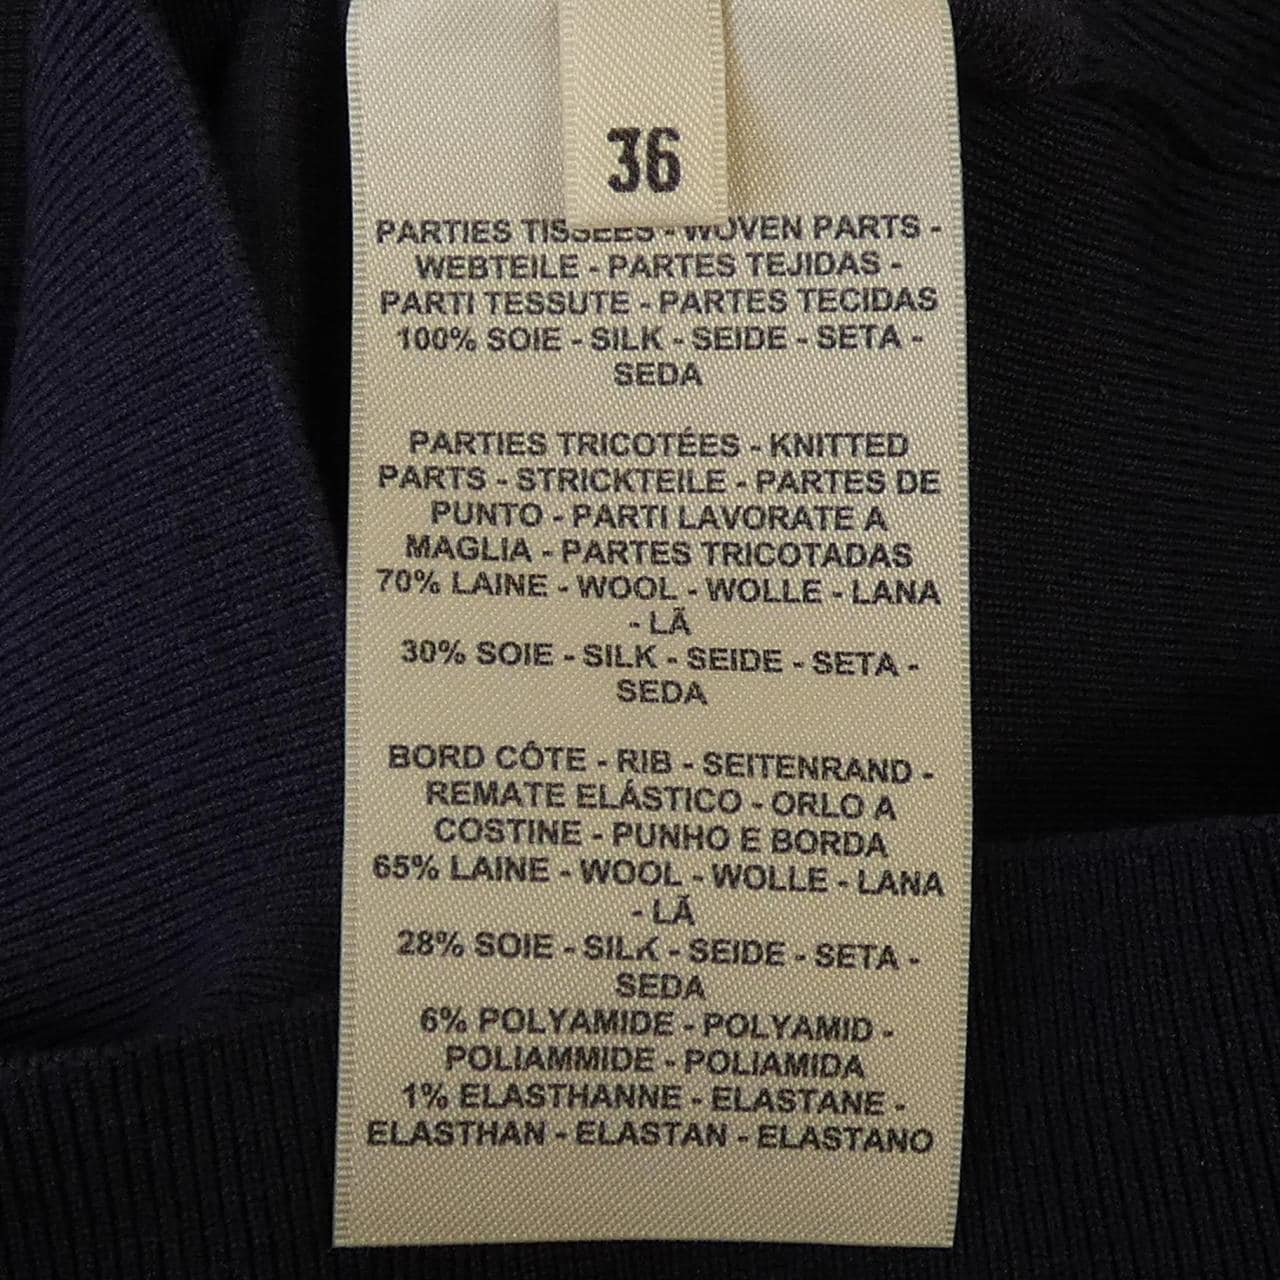 36
PARTIES TISSÉES - WOVEN PARTS -
WEBTEILE - PARTES TEJIDAS -
PARTI TESSUTE - PARTES TECIDAS
100% SOIE - SILK - SEIDE - SETA -
SEDA
PARTIES TRICOTÉES - KNITTED
PARTS - STRICKTEILE - PARTES DE
PUNTO - PARTI LAVORATE A
MAGLIA - PARTES TRICOTADAS
70% LAINE - WOOL - WOLLE - LANA
- LÃ
30% SOIE - SILK - SEIDE - SETA -
SEDA
BORD CÔTE - RIB - SEITENRAND -
REMATE ELÁSTICO - ORLO A
COSTINE - PUNHO E BORDA
65% LAINE - WOOL - WOLLE - LANA
- LÃ
28% SOIE - SILK - SEIDE - SETA -
SEDA
6% POLYAMIDE - POLYAMID -
POLIAMMIDE - POLIAMIDA
1% ELASTHANNE - ELASTANE -
ELASTHAN - ELASTAN - ELASTANO